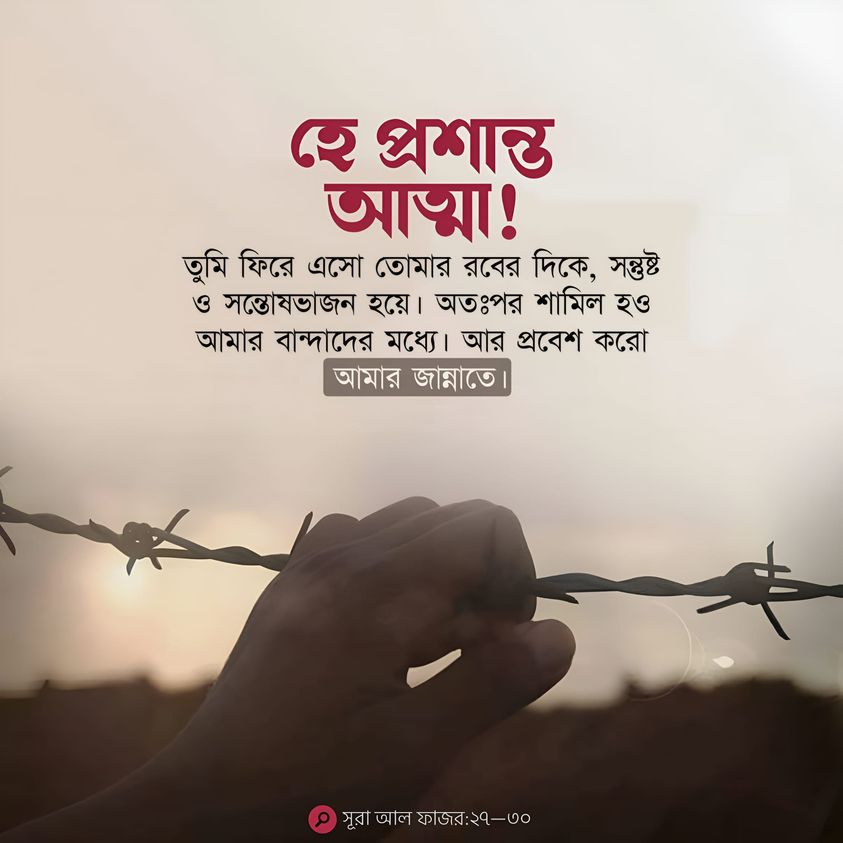 হে প্রশান্ত
আত্মা!
তুমি ফিরে এসো তোমার রবের দিকে, সন্তুষ্ট
ও সন্তোষভাজন হয়ে। অতঃপর শামিল হও
আমার বান্দাদের মধ্যে। আর প্রবেশ করো
আমার জান্নাতে।
সূরা আল ফাজর:২৭—৩০